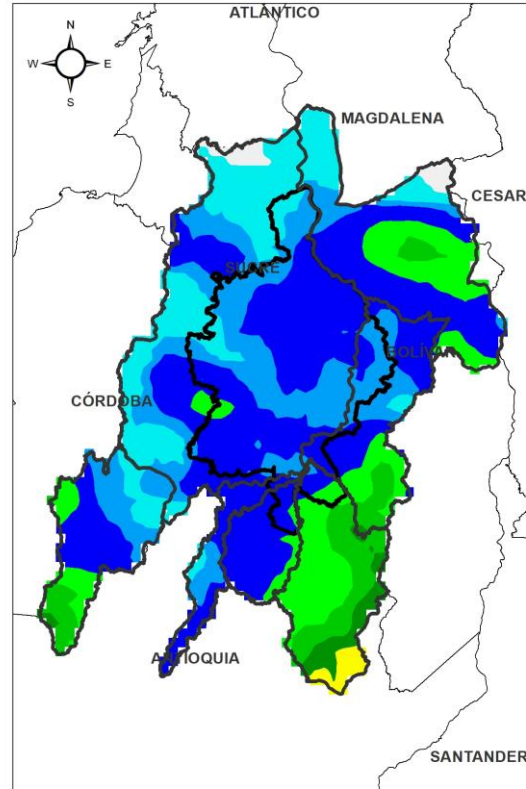 ATLÁNTICO
N
W E
S
MAGDALENA
CESAR
SUCRE
BOLÍVAR
CÓRDOBA
ANTIOQUIA
SANTANDER